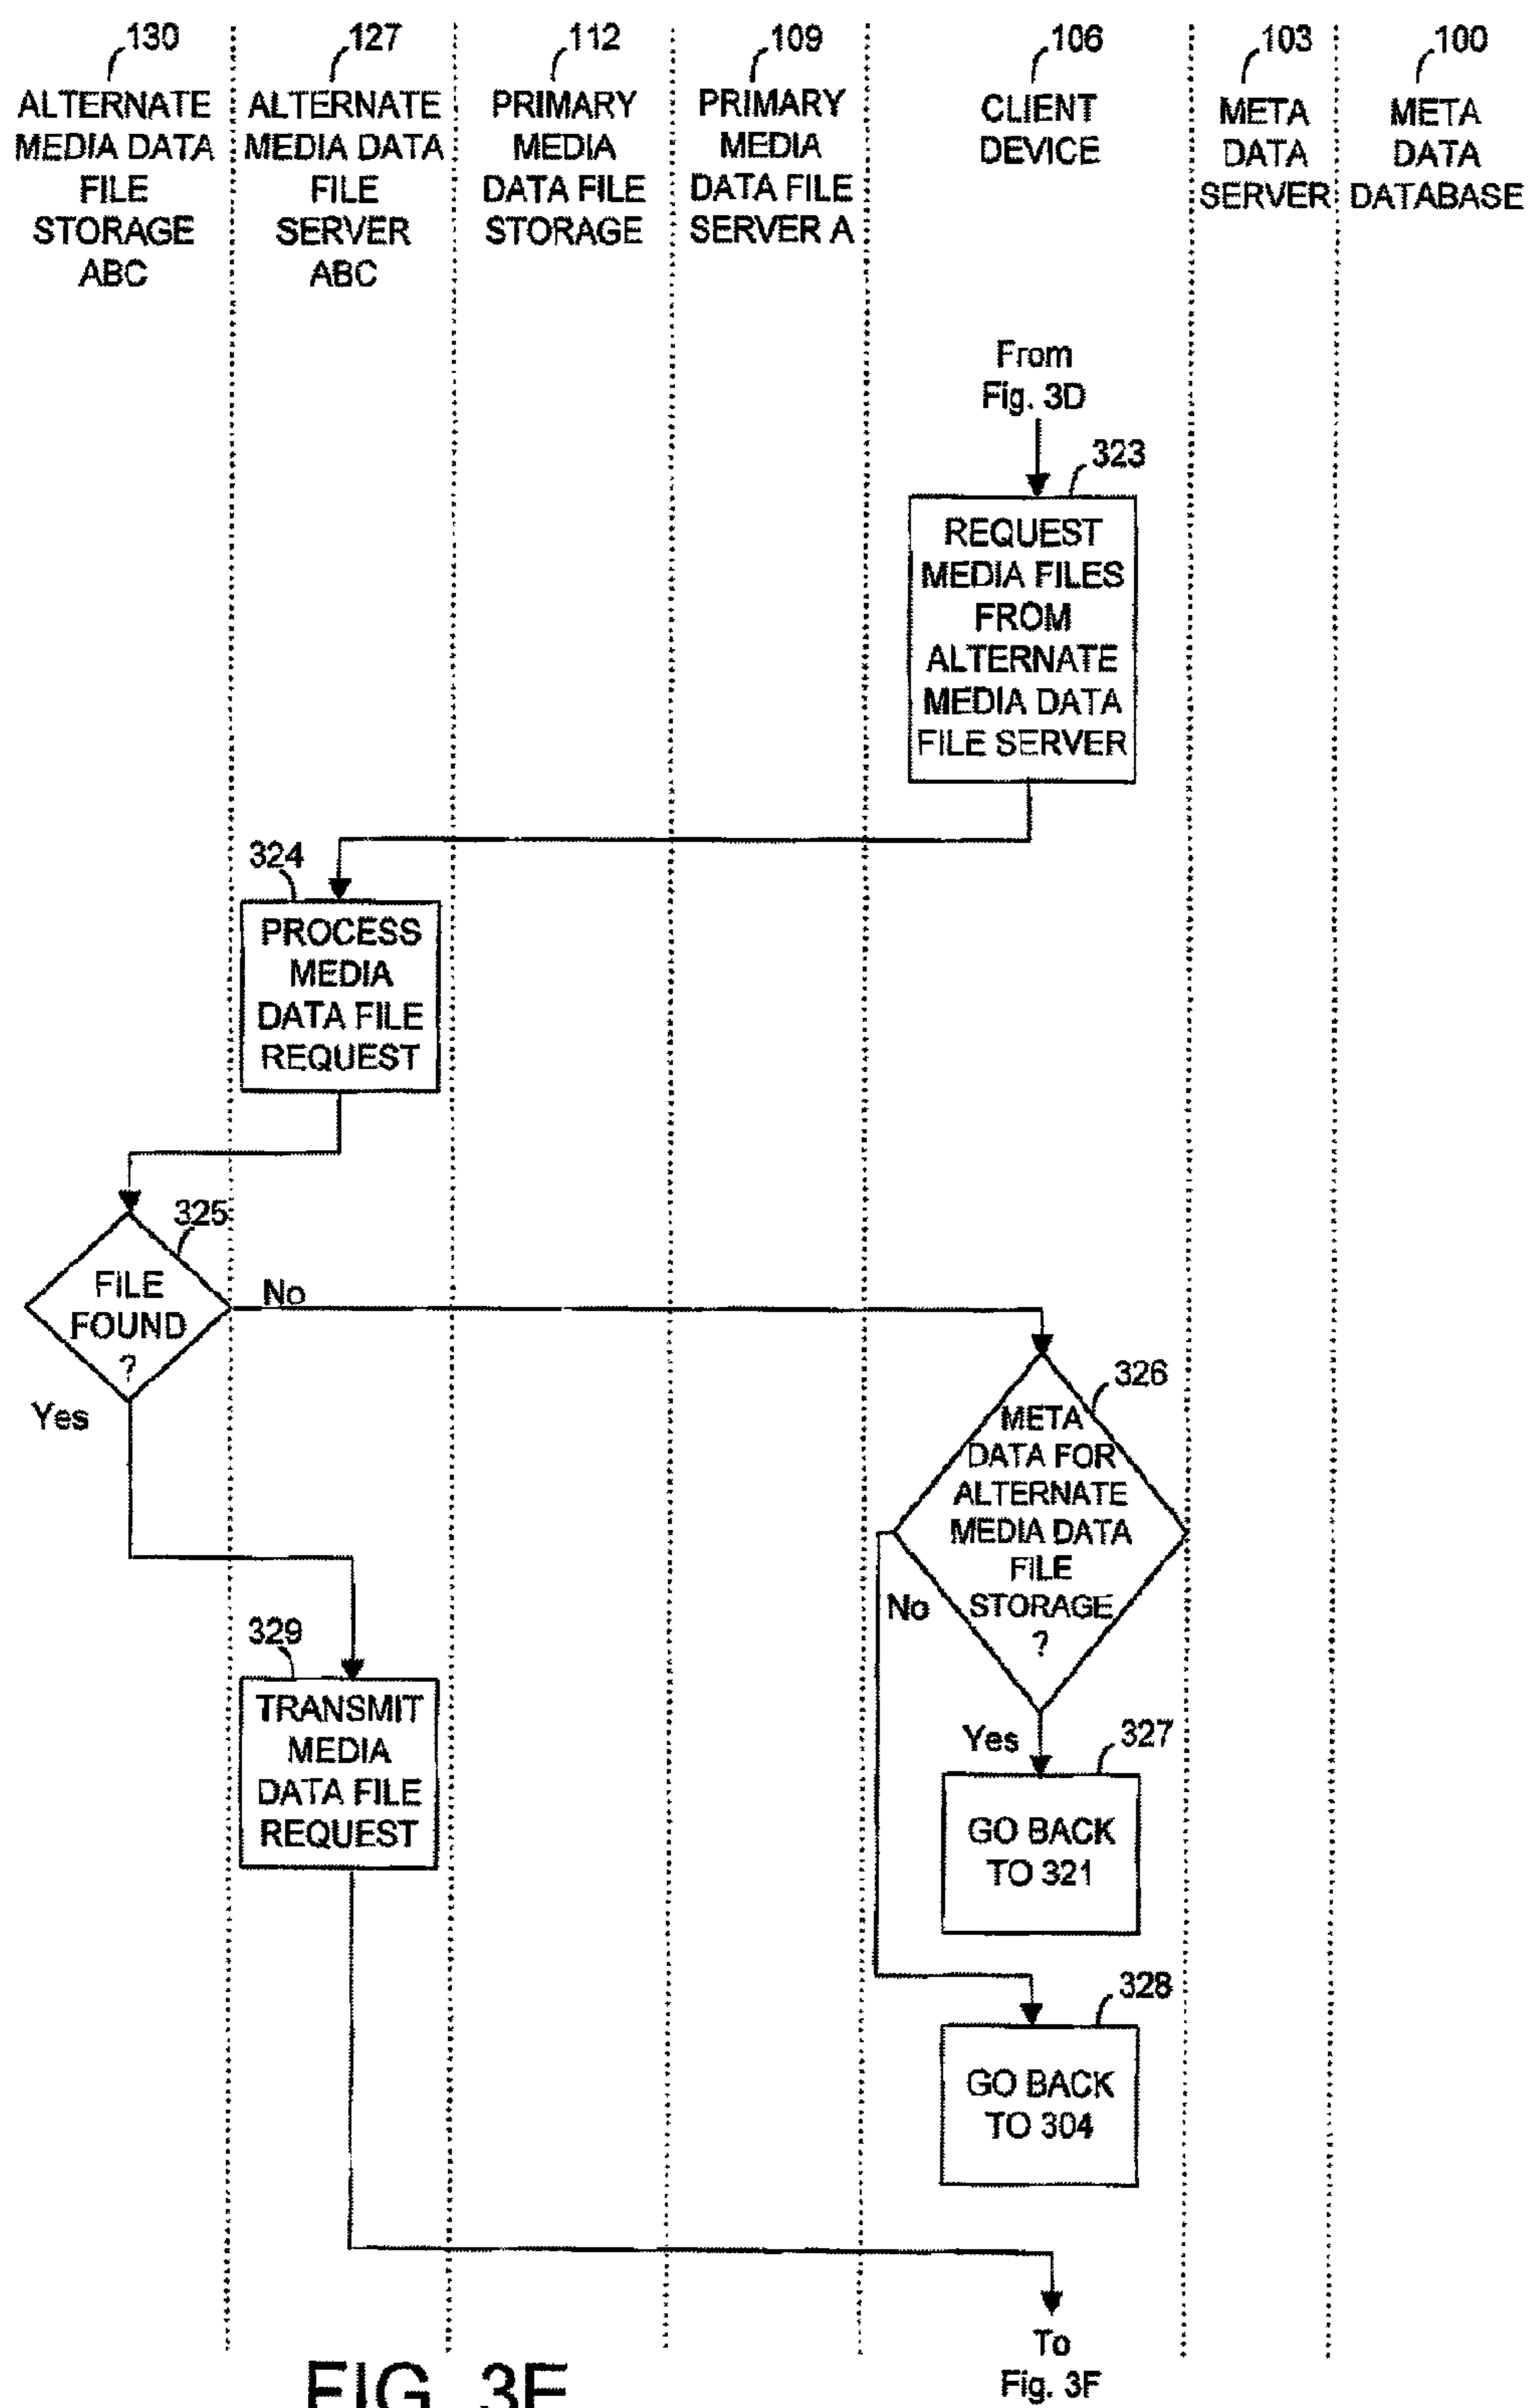 130
ALTERNATE
MEDIA DATA
FILE
STORAGE
ABC
127
ALTERNATE
MEDIA DATA
FILE
SERVER
ABC
112
PRIMARY
MEDIA
DATA FILE
STORAGE
109
PRIMARY
MEDIA
DATA FILE
SERVER A
106
CLIENT
DEVICE
103
META
DATA
SERVER
100
META
DATA
DATABASE
From
Fig. 3D
323
REQUEST
MEDIA FILES
FROM
ALTERNATE
MEDIA DATA
FILE SERVER
324
PROCESS
MEDIA
DATA FILE
REQUEST
325
FILE
FOUND
?
No
Yes
326
META
DATA FOR
ALTERNATE
MEDIA DATA
FILE
STORAGE
?
No
Yes
327
GO BACK
TO 321
328
GO BACK
TO 304
329
TRANSMIT
MEDIA
DATA FILE
REQUEST
To
Fig. 3F
FIG. 3E